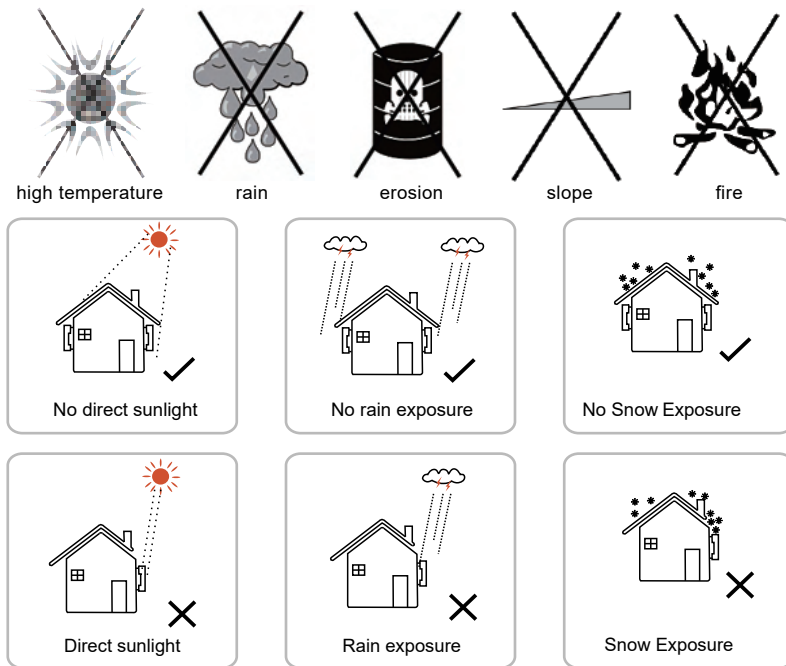 high temperature
rain
erosion
slope
fire
No direct sunlight
No rain exposure
No Snow Exposure
Direct sunlight
Rain exposure
Snow Exposure